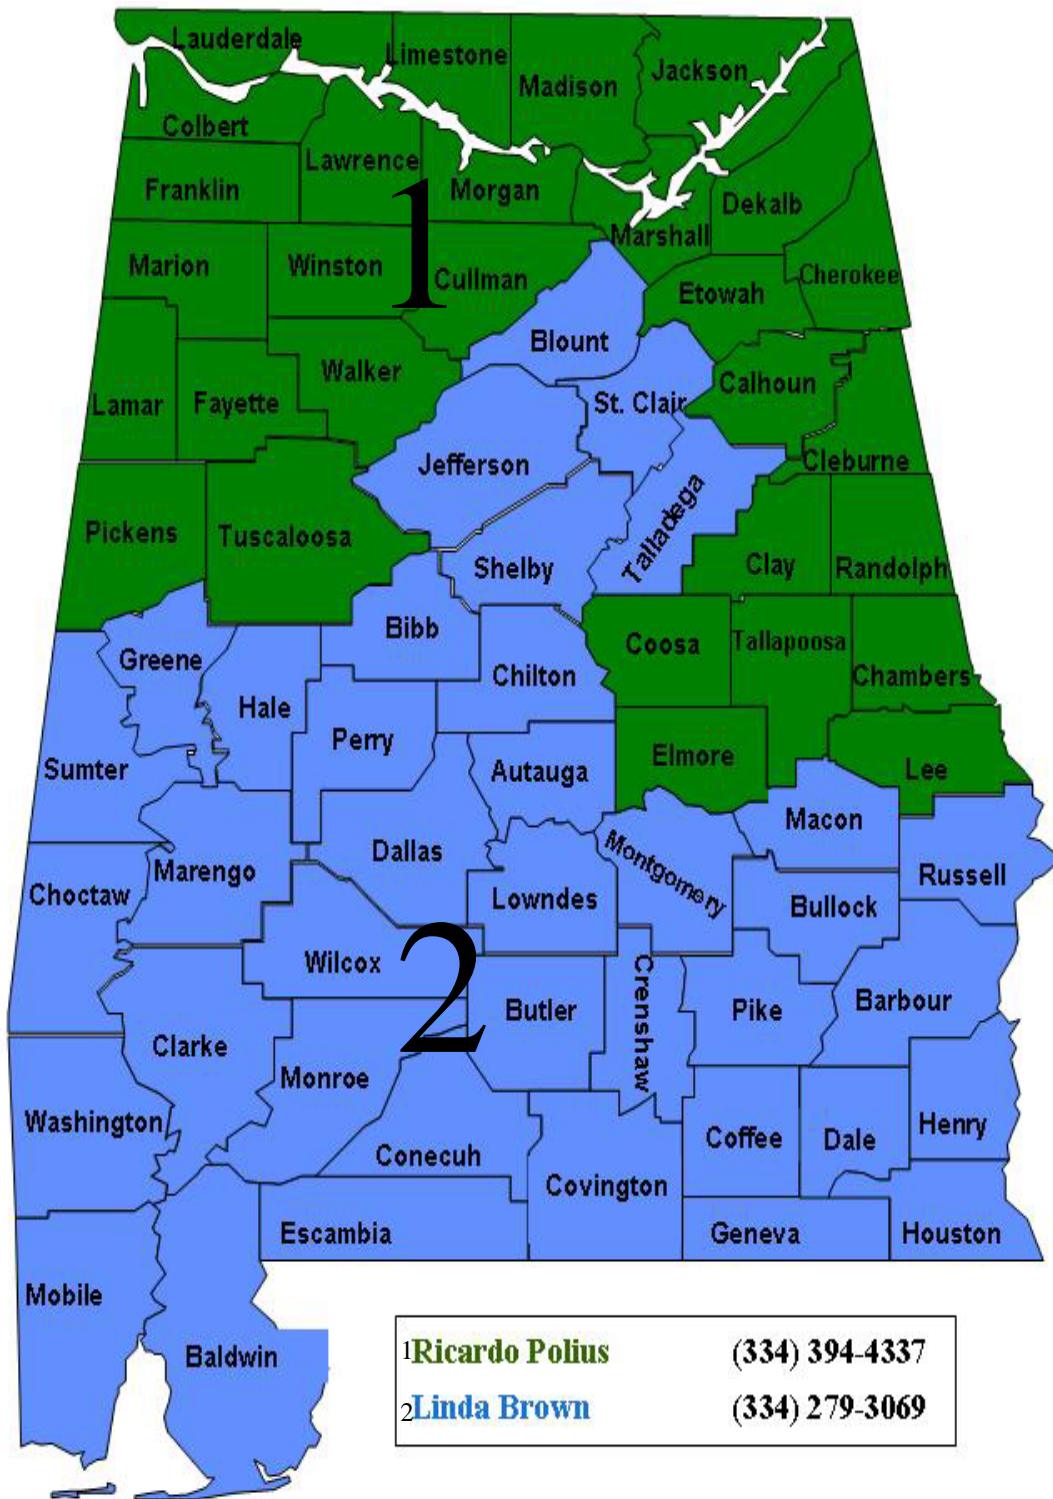 Lauderdale
Limestone
Madison
Jackson
Colbert
Lawrence
Franklin
Morgan
Dekalb
1
Marshall
Marion
Winston
Cullman
Cherokee
Etowah
Blount
Walker
Calhoun
Lamar
Fayette
St. Clair
Jefferson
Cleburne
Pickens
Tuscaloosa
Talladega
Shelby
Clay
Randolph
Bibb
Coosa
Tallapoosa
Greene
Chilton
Chambers
Hale
Perry
Elmore
Sumter
Autauga
Lee
Macon
Dallas
Montgomery
Marengo
Russell
Choctaw
Lowndes
Bullock
Wilcox
2
Butler
Crenshaw
Pike
Barbour
Clarke
Monroe
Washington
Henry
Coffee
Dale
Conecuh
Covington
Escambia
Geneva
Houston
Mobile
Baldwin
1Ricardo Polius (334) 394-4337
2Linda Brown (334) 279-3069